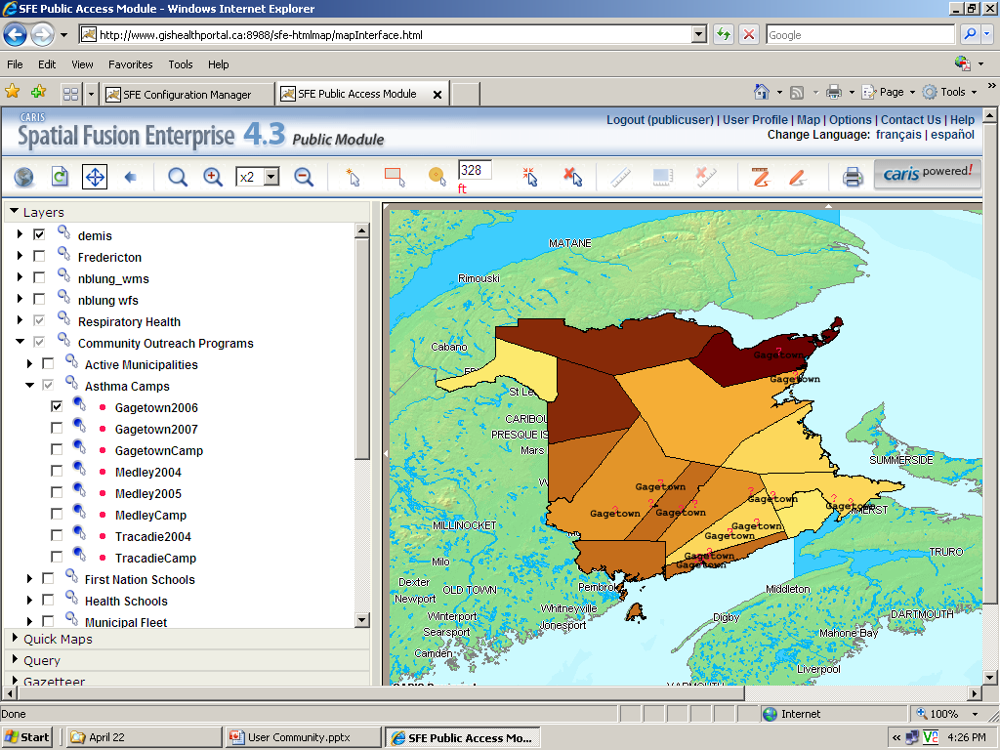 SFE Public Access Module - Windows Internet Explorer
http://www.gishealthportal.ca:8988/sfe-htmlmap/mapInterface.html
Google
File Edit View Favorites Tools Help
SFE Configuration Manager
SFE Public Access Module
Page
Tools
CARIS
Spatial Fusion Enterprise 4.3 Public Module
Logout (publicuser) | User Profile | Map | Options | Contact Us | Help
Change Language: français | español
x2
328
ft
caris powered!
Layers
demis
Fredericton
nblung_wms
nblung wfs
Respiratory Health
Community Outreach Programs
Active Municipalities
Asthma Camps
Gagetown2006
Gagetown2007
GagetownCamp
Medley2004
Medley2005
MedleyCamp
Tracadie2004
TracadieCamp
First Nation Schools
Health Schools
Municipal Fleet
Quick Maps
Query
Gazetteer
MATANE
Rimouski
Cabano
Gagetown
Gagetown
St Le
CARIBOU
PRESQUE IS
Mars
SUMMERSIDE
Gagetown
Gagetown
Gagetown
Gagetown
Gagetown
MHERST
MILLINOCKET
Gagetown
Gagetown
TRURO
Gagetown
Gagetown
Milo
Dexter
Newport
OLD TOWN
Pembrok
Middleton
Whitneyville
Winterport
Jonesport
Digby
DARTMOUTH
Searsport
Mahone Bay
Camden
Liverpool
YARMOUTH
Done
Internet
100%
Start
April 22
User Community.pptx
SFE Public Access Mo...
4:26 PM